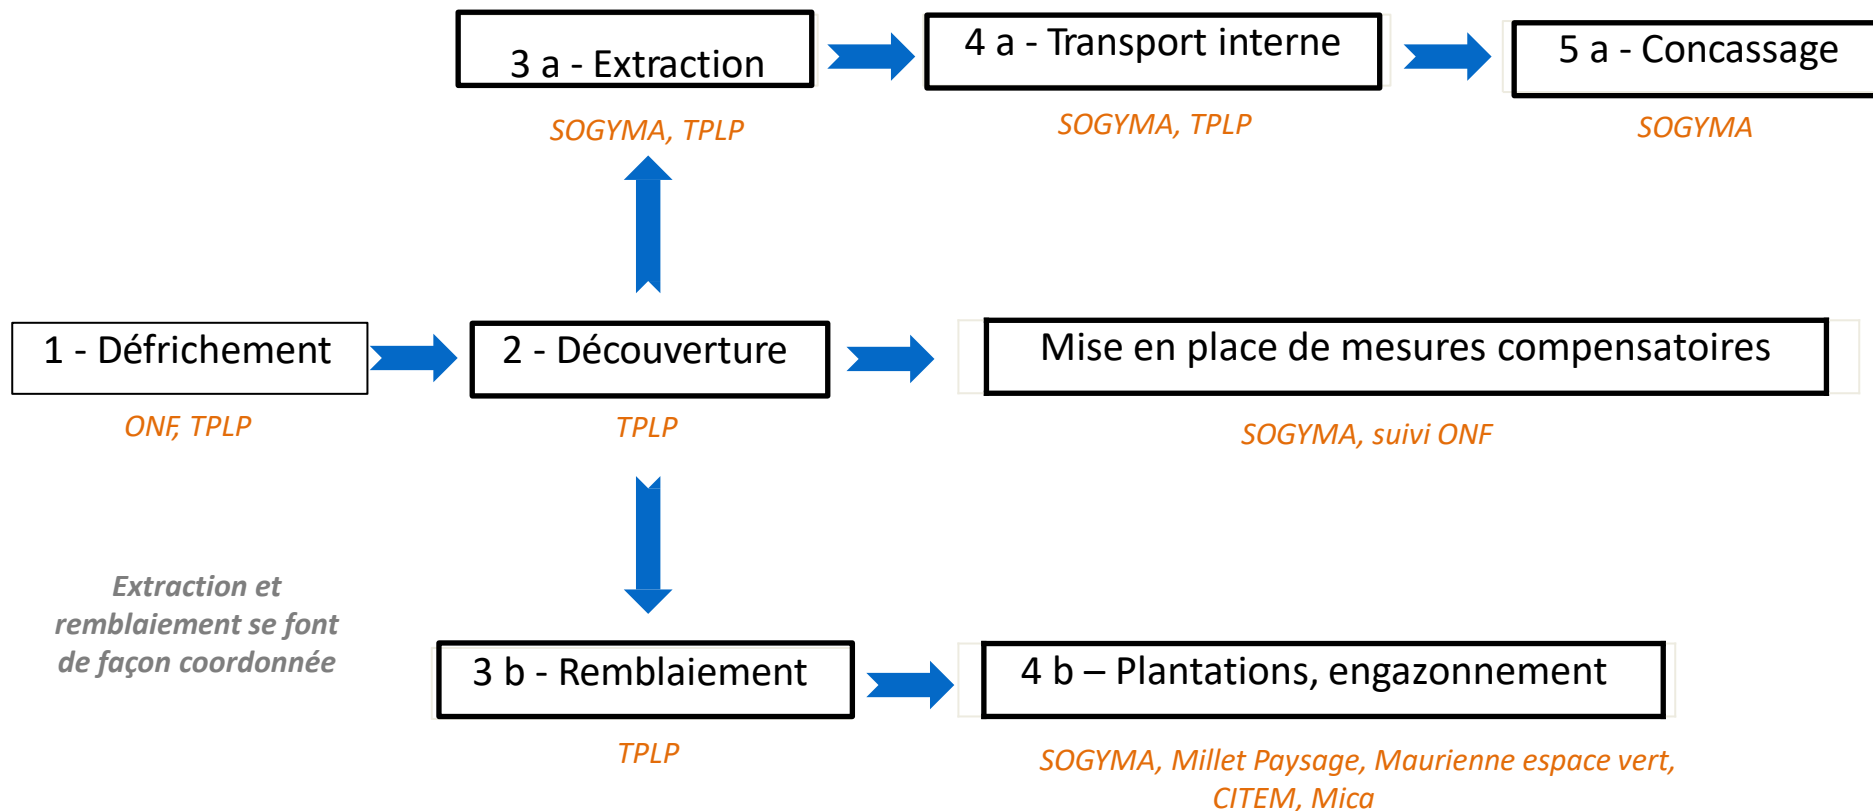 3 a - Extraction
4 a - Transport interne
5 a - Concassage
SOGYMA, TPLP
SOGYMA, TPLP
SOGYMA
1 - Défrichement
2 - Découverture
Mise en place de mesures compensatoires
ONF, TPLP
TPLP
SOGYMA, suivi ONF
Extraction et
remblaiement se font
de façon coordonnée
3 b - Remblaiement
4 b – Plantations, engazonnement
TPLP
SOGYMA, Millet Paysage, Maurienne espace vert,
CITEM, Mica